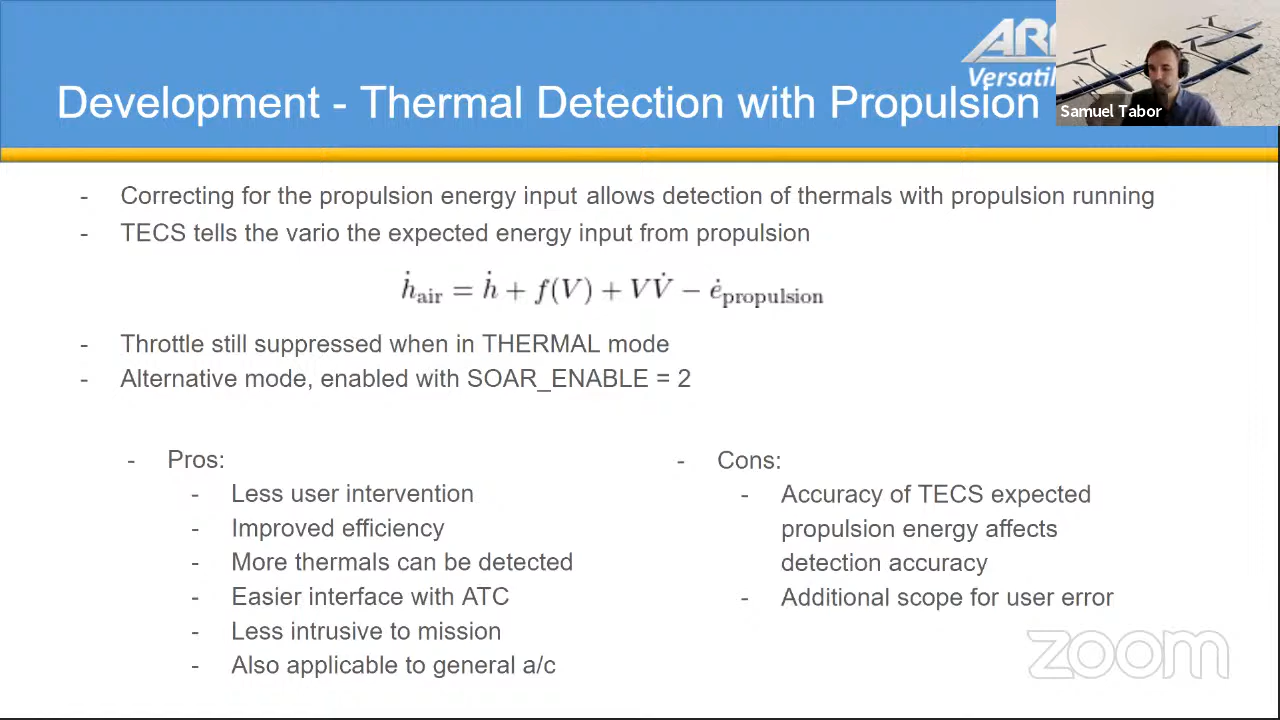 ARD
Versatil
Samuel Tabor
Development - Thermal Detection with Propulsion
- Correcting for the propulsion energy input allows detection of thermals with propulsion running
- TECS tells the vario the expected energy input from propulsion
ḣ_air = ḣ + f(V) + VV̇ − ė_propulsion
- Throttle still suppressed when in THERMAL mode
- Alternative mode, enabled with SOAR_ENABLE = 2
- Pros:
- Less user intervention
- Improved efficiency
- More thermals can be detected
- Easier interface with ATC
- Less intrusive to mission
- Also applicable to general a/c
- Cons:
- Accuracy of TECS expected
propulsion energy affects
detection accuracy
- Additional scope for user error
zoom